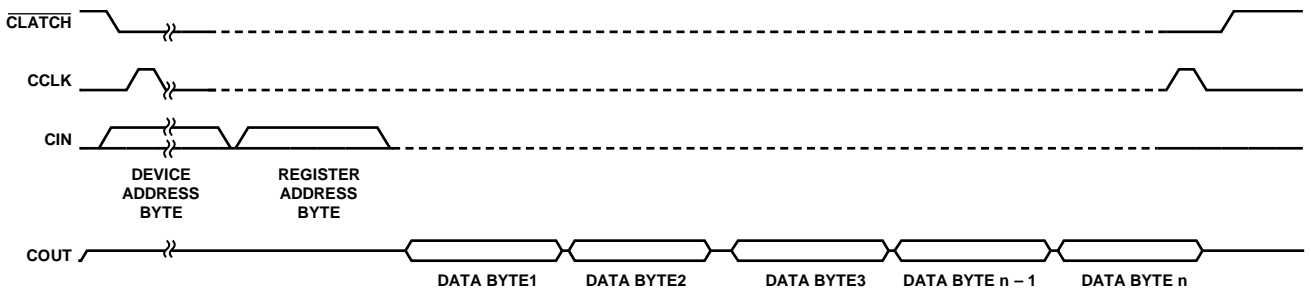 CLATCH
CCLK
CIN
DEVICE
ADDRESS
BYTE
REGISTER
ADDRESS
BYTE
COUT
DATA BYTE1
DATA BYTE2
DATA BYTE3
DATA BYTE n – 1
DATA BYTE n